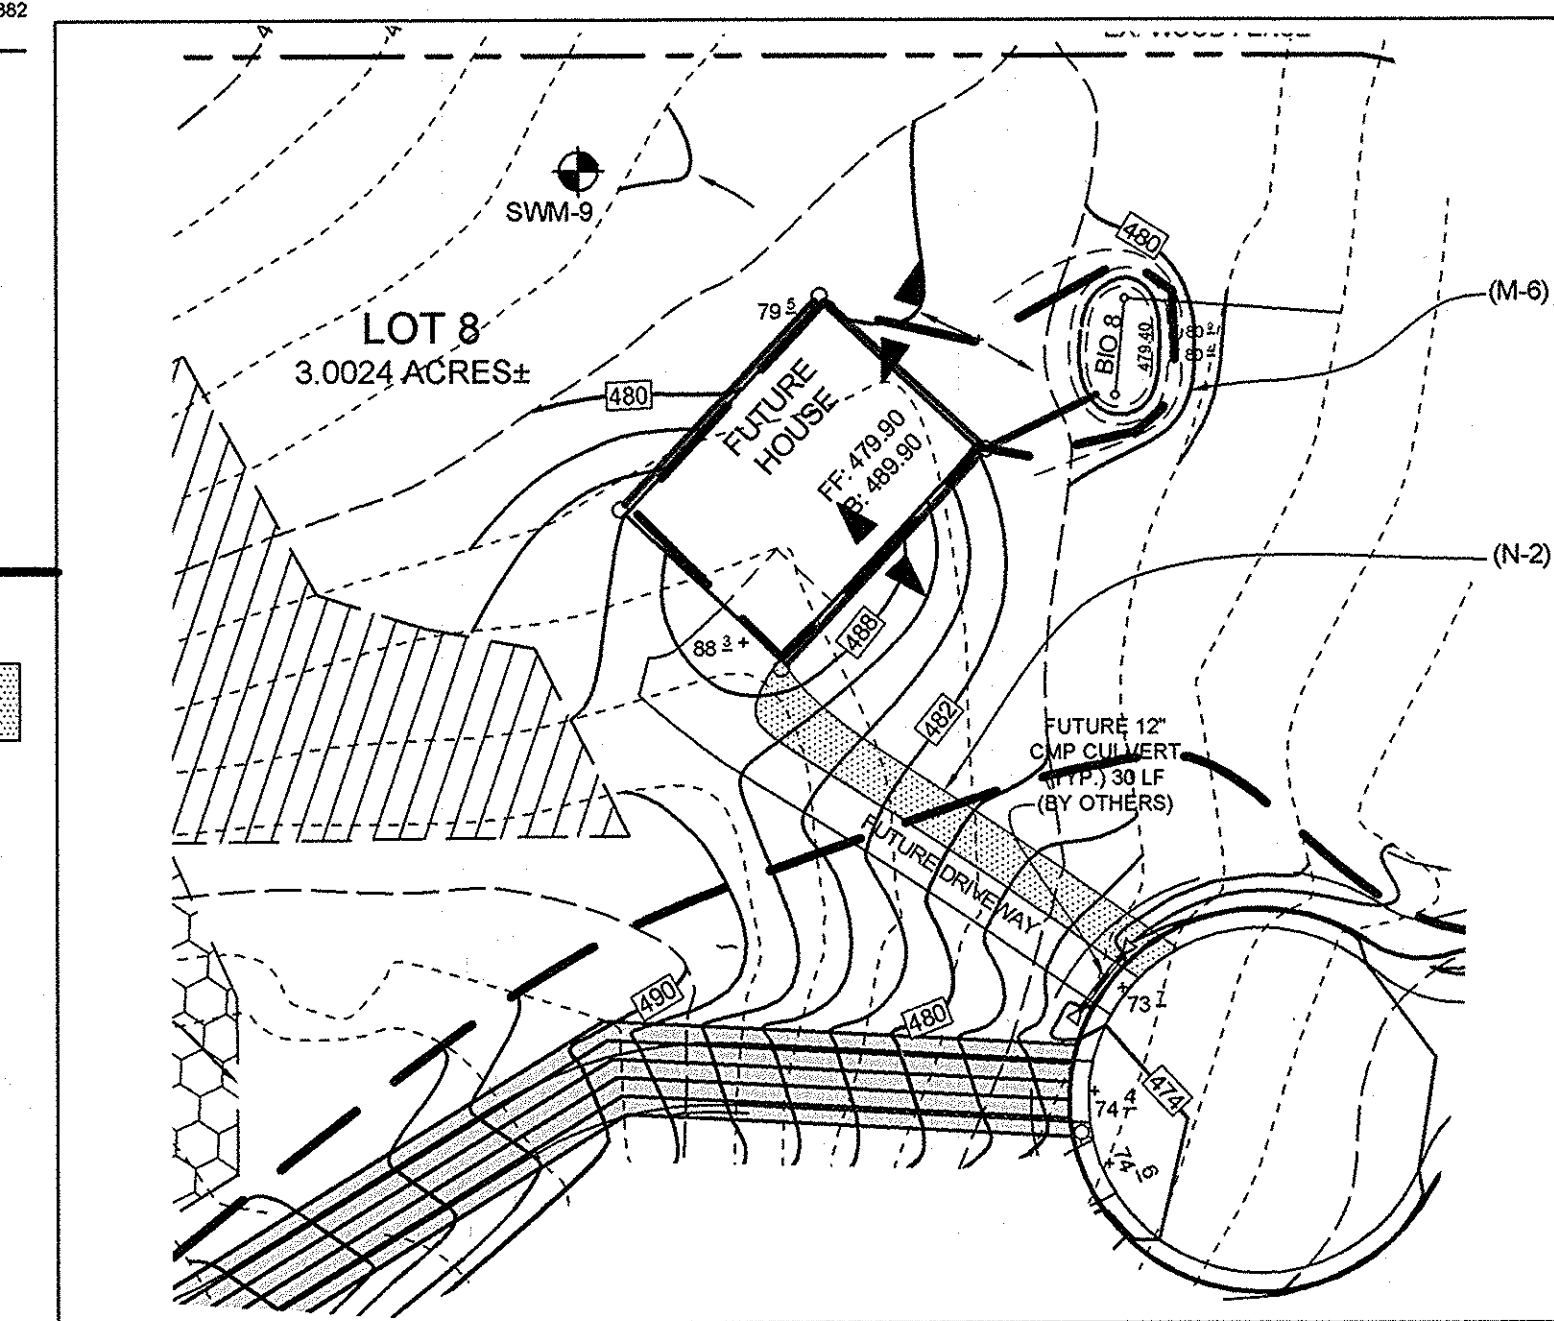 382
SWM-9
480
(M-6)
79 5
LOT 8
3.0024 ACRES±
480
BIO 8
479.40
FUTURE
HOUSE
FF: 479.90
B: 489.90
(N-2)
88 3
488
482
FUTURE 12"
CMP CULVERT
(TYP.) 30 LF
(BY OTHERS)
FUTURE DRIVEWAY
490
480
73 7
474
74 4
74 6